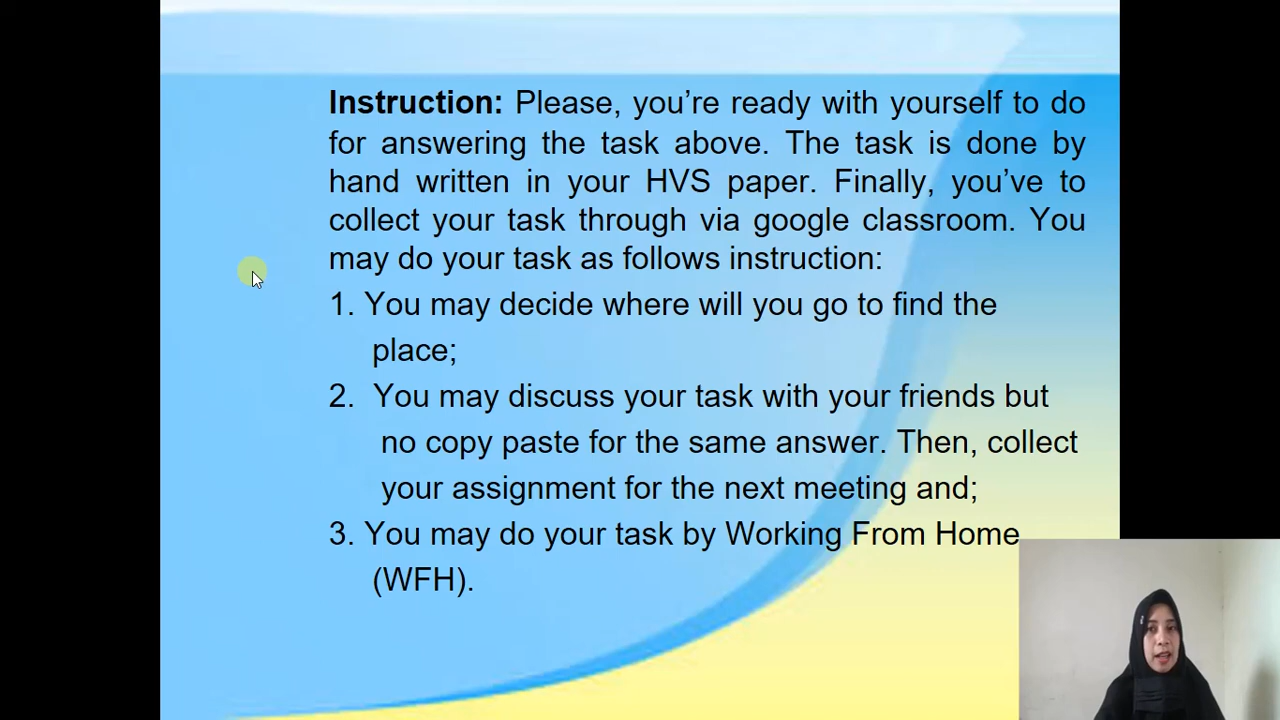 Instruction: Please, you're ready with yourself to do
for answering the task above. The task is done by
hand written in your HVS paper. Finally, you've to
collect your task through via google classroom. You
may do your task as follows instruction:
1. You may decide where will you go to find the
place;
2. You may discuss your task with your friends but
no copy paste for the same answer. Then, collect
your assignment for the next meeting and;
3. You may do your task by Working From Home
(WFH).